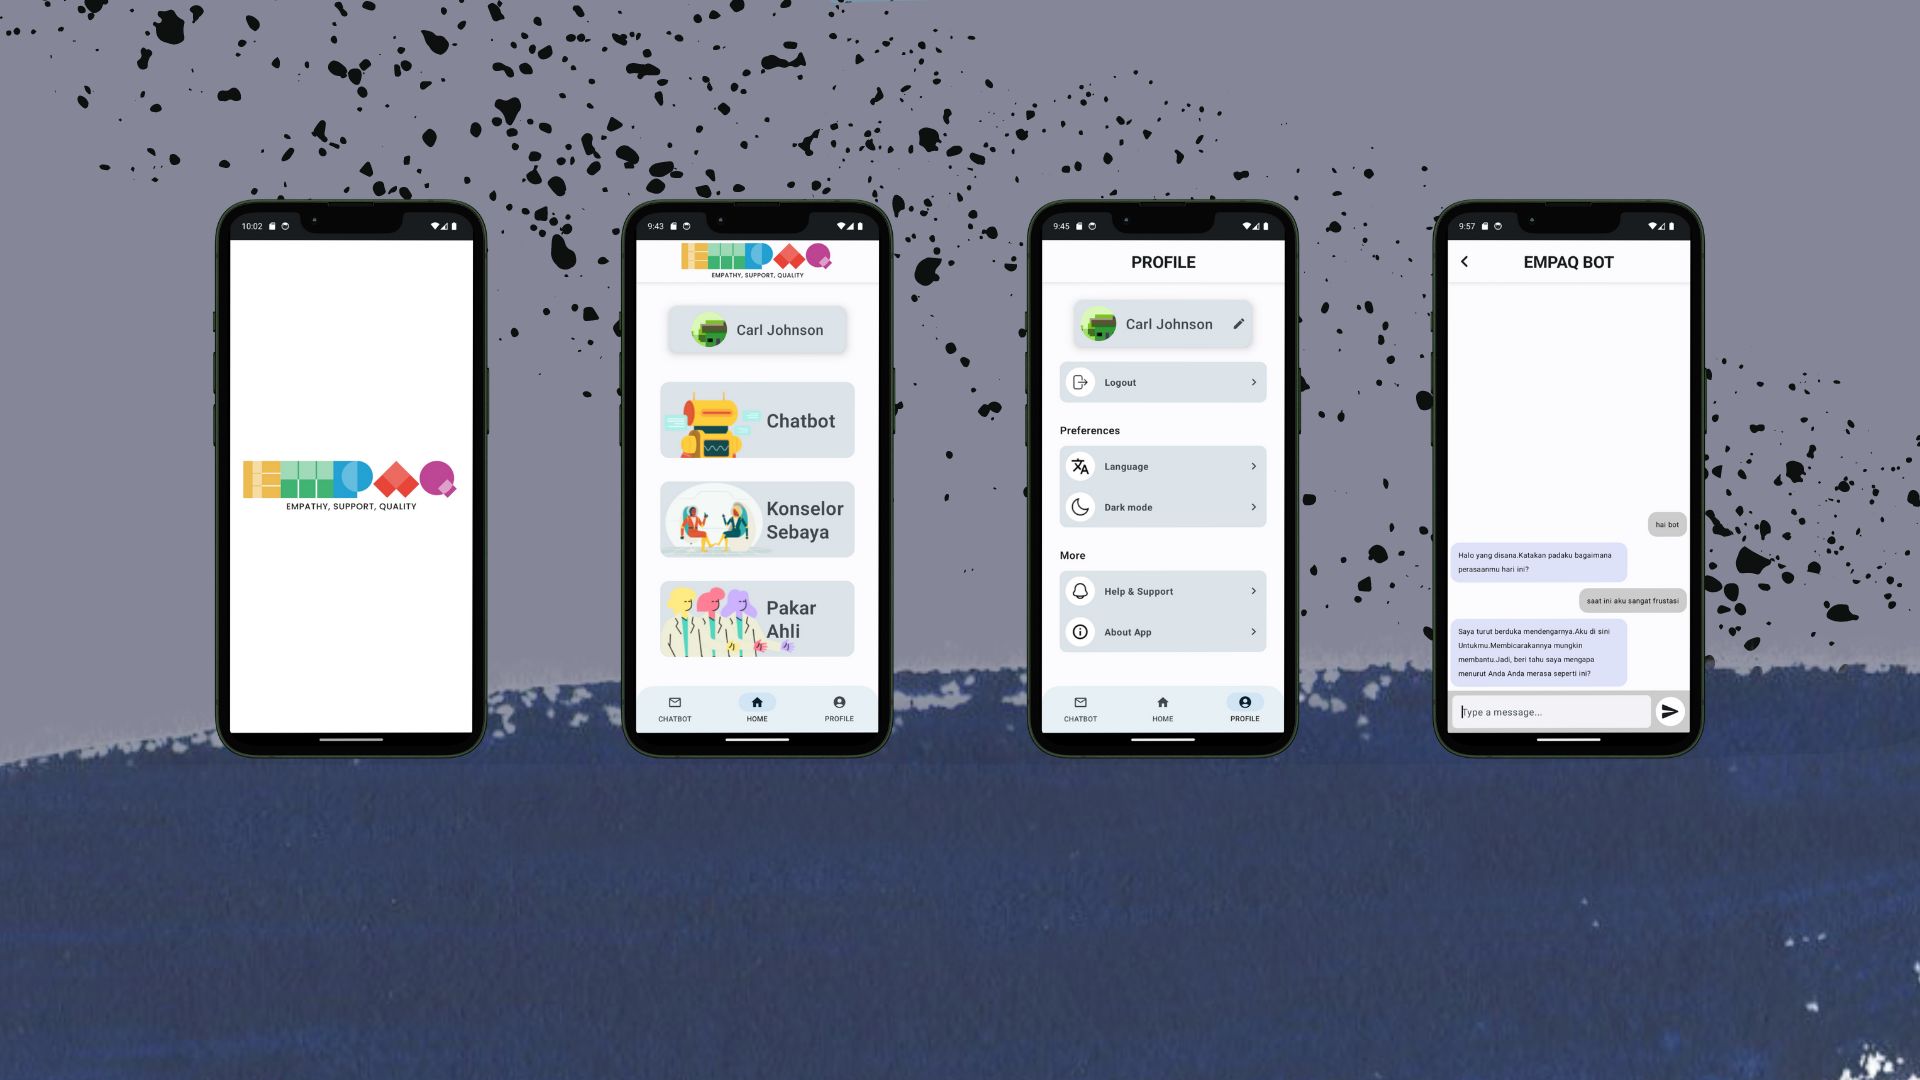 10:02
EMPAQ
EMPATHY, SUPPORT, QUALITY
9:43
EMPAQ
EMPATHY, SUPPORT, QUALITY
Carl Johnson
Chatbot
Konselor
Sebaya
Pakar
Ahli
CHATBOT HOME PROFILE
9:45
PROFILE
Carl Johnson
Logout
Preferences
Language
Dark mode
More
Help & Support
About App
CHATBOT HOME PROFILE
9:57
EMPAQ BOT
hai bot
Halo yang disana.Katakan padaku bagaimana
perasaanmu hari ini?
saat ini aku sangat frustasi
Saya turut berduka mendengarnya.Aku di sini
Untukmu.Membicarakannya mungkin
membantu.Jadi, beri tahu saya mengapa
menurut Anda Anda merasa seperti ini?
Type a message...